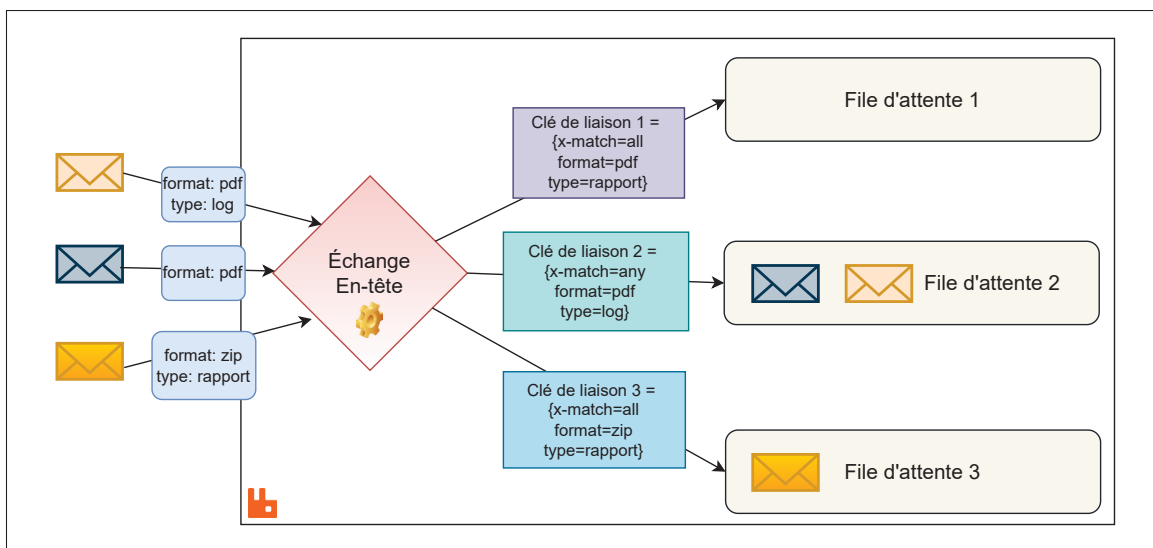 format: pdf
type: log
format: pdf
format: zip
type: rapport
Échange
En-tête
Clé de liaison 1 =
{x-match=all
format=pdf
type=rapport}
Clé de liaison 2 =
{x-match=any
format=pdf
type=log}
Clé de liaison 3 =
{x-match=all
format=zip
type=rapport}
File d'attente 1
File d'attente 2
File d'attente 3